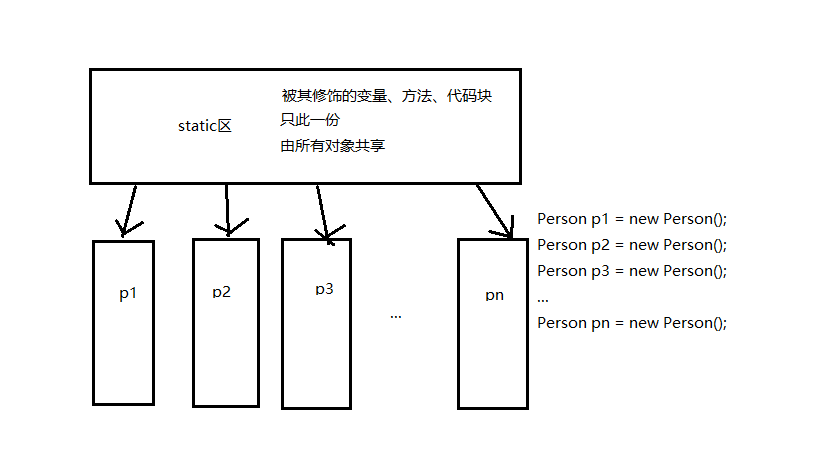 被其修饰的变量、方法、代码块
static区
只此一份
由所有对象共享
Person p1 = new Person();
Person p2 = new Person();
Person p3 = new Person();
...
Person pn = new Person();
p1
p2
p3
...
pn